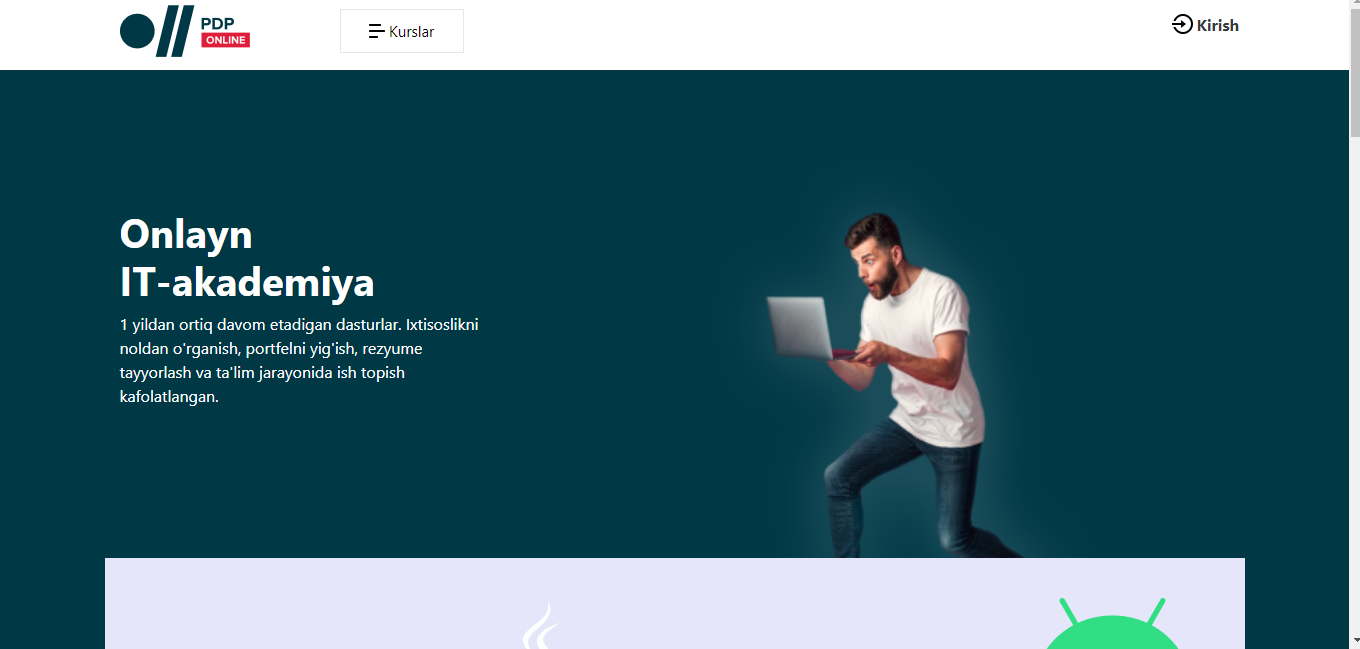 PDP
ONLINE
Kurslar
Kirish
Onlayn
IT-akademiya
1 yildan ortiq davom etadigan dasturlar. Ixtisoslikni
noldan o'rganish, portfelni yig'ish, rezyume
tayyorlash va ta'lim jarayonida ish topish
kafolatlangan.